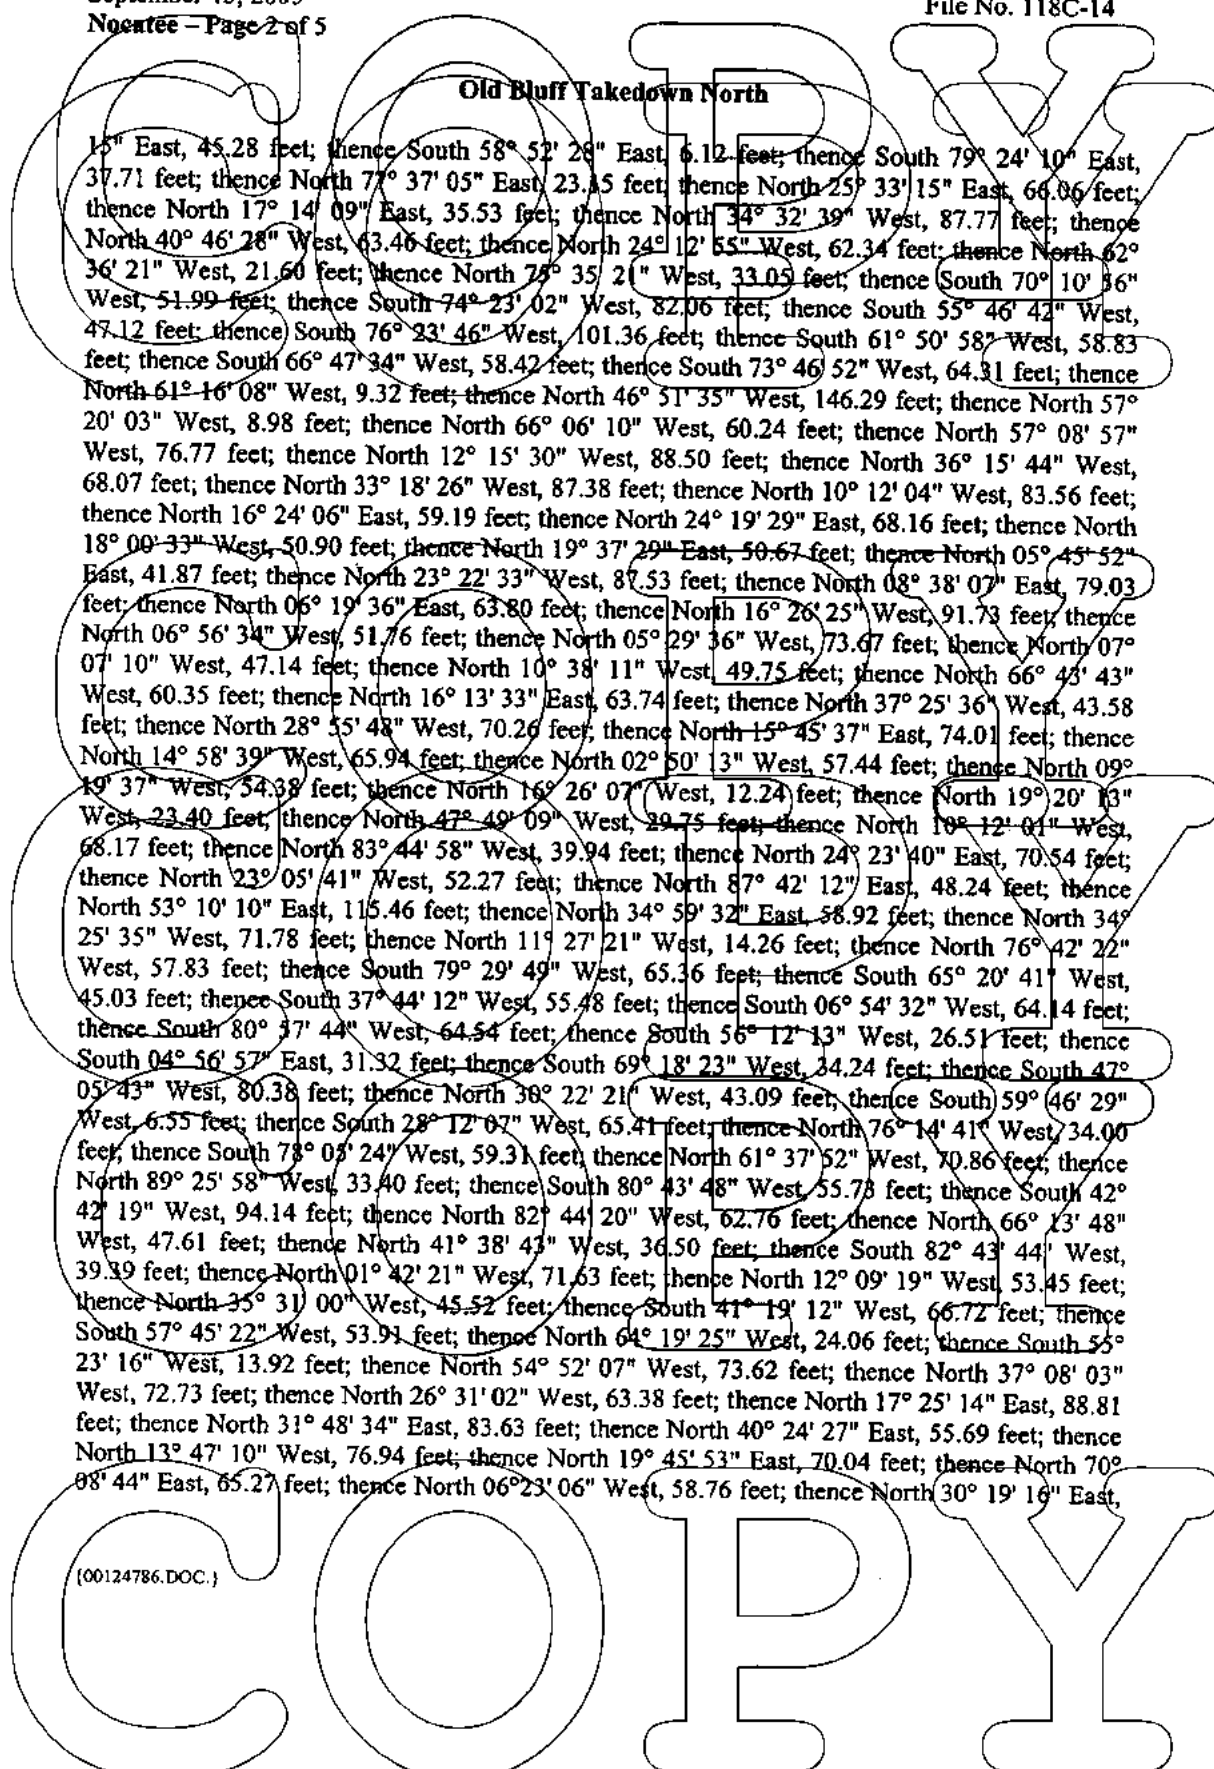 File No. 118C-14
Nocatee – Page 2 of 5
Old Bluff Takedown North
15" East, 45.28 feet; thence South 58° 52' 28" East, 6.12 feet; thence South 79° 24' 10" East,
37.71 feet; thence North 77° 37' 05" East, 23.15 feet; thence North 25° 33' 15" East, 66.06 feet;
thence North 17° 14' 09" East, 35.53 feet; thence North 34° 32' 39" West, 87.77 feet; thence
North 40° 46' 28" West, 63.46 feet; thence North 24° 12' 55" West, 62.34 feet; thence North 62°
36' 21" West, 21.60 feet; thence North 75° 35' 21" West, 33.05 feet; thence South 70° 10' 36"
West, 51.99 feet; thence South 74° 23' 02" West, 82.06 feet; thence South 55° 46' 42" West,
47.12 feet; thence South 76° 23' 46" West, 101.36 feet; thence South 61° 50' 58" West, 58.83
feet; thence South 66° 47' 34" West, 58.42 feet; thence South 73° 46' 52" West, 64.31 feet; thence
North 61° 16' 08" West, 9.32 feet; thence North 46° 51' 35" West, 146.29 feet; thence North 57°
20' 03" West, 8.98 feet; thence North 66° 06' 10" West, 60.24 feet; thence North 57° 08' 57"
West, 76.77 feet; thence North 12° 15' 30" West, 88.50 feet; thence North 36° 15' 44" West,
68.07 feet; thence North 33° 18' 26" West, 87.38 feet; thence North 10° 12' 04" West, 83.56 feet;
thence North 16° 24' 06" East, 59.19 feet; thence North 24° 19' 29" East, 68.16 feet; thence North
18° 00' 33" West, 50.90 feet; thence North 19° 37' 29" East, 50.67 feet; thence North 05° 45' 52"
East, 41.87 feet; thence North 23° 22' 33" West, 87.53 feet; thence North 08° 38' 07" East, 79.03
feet; thence North 06° 19' 36" East, 63.80 feet; thence North 16° 26' 25" West, 91.73 feet; thence
North 06° 56' 34" West, 51.76 feet; thence North 05° 29' 36" West, 73.67 feet; thence North 07°
07' 10" West, 47.14 feet; thence North 10° 38' 11" West, 49.75 feet; thence North 66° 43' 43"
West, 60.35 feet; thence North 16° 13' 33" East, 63.74 feet; thence North 37° 25' 36" West, 43.58
feet; thence North 28° 55' 48" West, 70.26 feet; thence North 15° 45' 37" East, 74.01 feet; thence
North 14° 58' 39" West, 65.94 feet; thence North 02° 50' 13" West, 57.44 feet; thence North 09°
19' 37" West, 54.38 feet; thence North 16° 26' 07" West, 12.24 feet; thence North 19° 20' 13"
West, 23.40 feet; thence North 47° 49' 09" West, 29.75 feet; thence North 10° 12' 01" West,
68.17 feet; thence North 83° 44' 58" West, 39.94 feet; thence North 24° 23' 40" East, 70.54 feet;
thence North 23° 05' 41" West, 52.27 feet; thence North 87° 42' 12" East, 48.24 feet; thence
North 53° 10' 10" East, 115.46 feet; thence North 34° 59' 32" East, 58.92 feet; thence North 34°
25' 35" West, 71.78 feet; thence North 11° 27' 21" West, 14.26 feet; thence North 76° 42' 22"
West, 57.83 feet; thence South 79° 29' 49" West, 65.36 feet; thence South 65° 20' 41" West,
45.03 feet; thence South 37° 44' 12" West, 55.48 feet; thence South 06° 54' 32" West, 64.14 feet;
thence South 80° 37' 44" West, 64.54 feet; thence South 56° 12' 13" West, 26.51 feet; thence
South 04° 56' 57" East, 31.32 feet; thence South 69° 18' 23" West, 34.24 feet; thence South 47°
05' 43" West, 80.38 feet; thence North 30° 22' 21" West, 43.09 feet; thence South 59° 46' 29"
West, 6.55 feet; thence South 28° 12' 07" West, 65.41 feet; thence North 76° 14' 41" West, 34.00
feet; thence South 78° 03' 24" West, 59.31 feet; thence North 61° 37' 52" West, 70.86 feet; thence
North 89° 25' 58" West, 33.40 feet; thence South 80° 43' 48" West, 55.73 feet; thence South 42°
42' 19" West, 94.14 feet; thence North 82° 44' 20" West, 62.76 feet; thence North 66° 13' 48"
West, 47.61 feet; thence North 41° 38' 43" West, 36.50 feet; thence South 82° 43' 44" West,
39.39 feet; thence North 01° 42' 21" West, 71.63 feet; thence North 12° 09' 19" West, 53.45 feet;
thence North 35° 31' 00" West, 45.52 feet; thence South 41° 19' 12" West, 66.72 feet; thence
South 57° 45' 22" West, 53.91 feet; thence North 64° 19' 25" West, 24.06 feet; thence South 55°
23' 16" West, 13.92 feet; thence North 54° 52' 07" West, 73.62 feet; thence North 37° 08' 03"
West, 72.73 feet; thence North 26° 31' 02" West, 63.38 feet; thence North 17° 25' 14" East, 88.81
feet; thence North 31° 48' 34" East, 83.63 feet; thence North 40° 24' 27" East, 55.69 feet; thence
North 13° 47' 10" West, 76.94 feet; thence North 19° 45' 53" East, 70.04 feet; thence North 70°
08' 44" East, 65.27 feet; thence North 06°23' 06" West, 58.76 feet; thence North 30° 19' 16" East,
{00124786.DOC.}
COPY
COPY
COPY
COPY
COPY
COPY
COPY